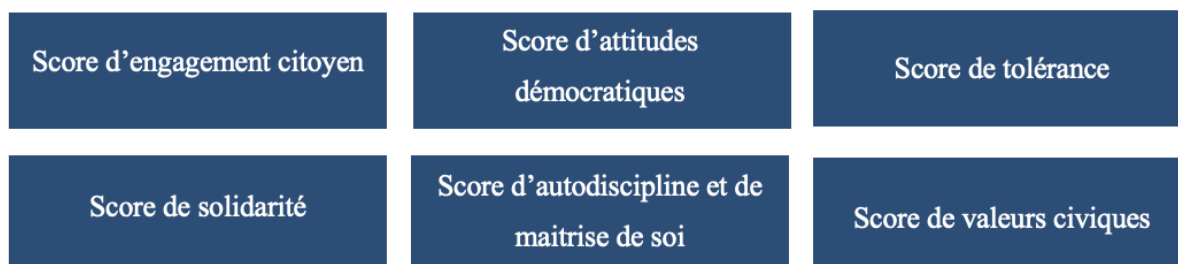 Score d’engagement citoyen
Score d’attitudes
démocratiques
Score de tolérance
Score de solidarité
Score d’autodiscipline et de
maitrise de soi
Score de valeurs civiques